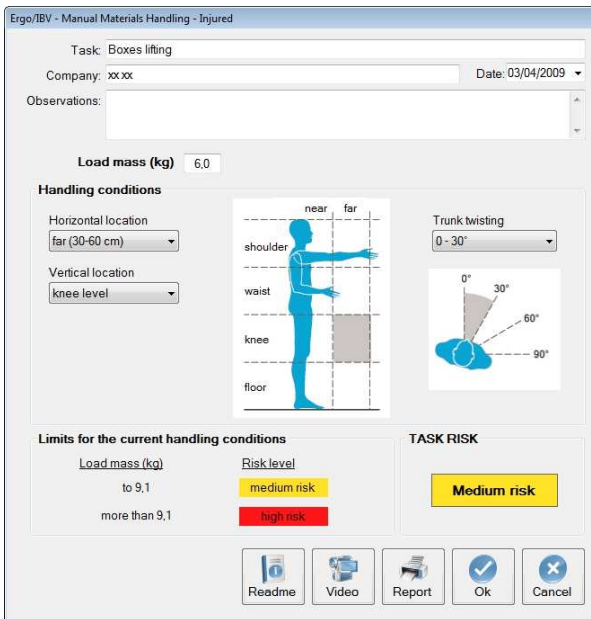 Ergo/IBV - Manual Materials Handling - Injured
Task: Boxes lifting
Company: xx xx Date: 03/04/2009
Observations:
Load mass (kg) 6,0
Handling conditions
Horizontal location
far (30-60 cm)
Vertical location
knee level
near far
shoulder
waist
knee
floor
Trunk twisting
0 - 30°
0°
30°
60°
90°
Limits for the current handling conditions
Load mass (kg) Risk level
to 9,1 medium risk
more than 9,1 high risk
TASK RISK
Medium risk
Readme Video Report Ok Cancel